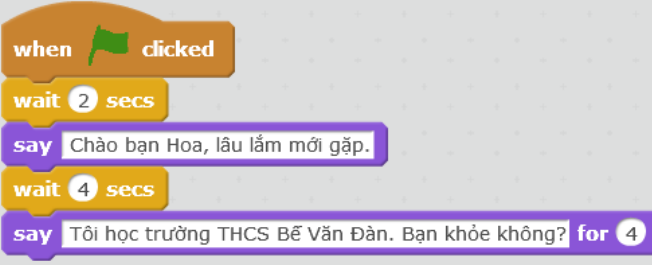 when clicked
wait 2 secs
say Chào bạn Hoa, lâu lắm mới gặp.
wait 4 secs
say Tôi học trường THCS Bế Văn Đàn. Bạn khỏe không? for 4